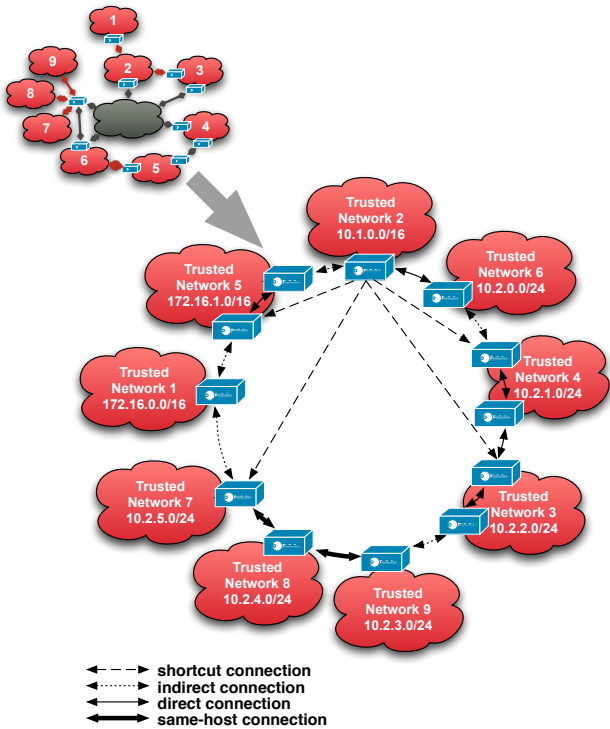 1
9
2
3
8
4
7
6
5
Trusted
Network 2
10.1.0.0/16
Trusted
Network 5
172.16.1.0/16
Trusted
Network 6
10.2.0.0/24
Trusted
Network 1
172.16.0.0/16
Trusted
Network 4
10.2.1.0/24
Trusted
Network 7
10.2.5.0/24
Trusted
Network 3
10.2.2.0/24
Trusted
Network 8
10.2.4.0/24
Trusted
Network 9
10.2.3.0/24
shortcut connection
indirect connection
direct connection
same-host connection